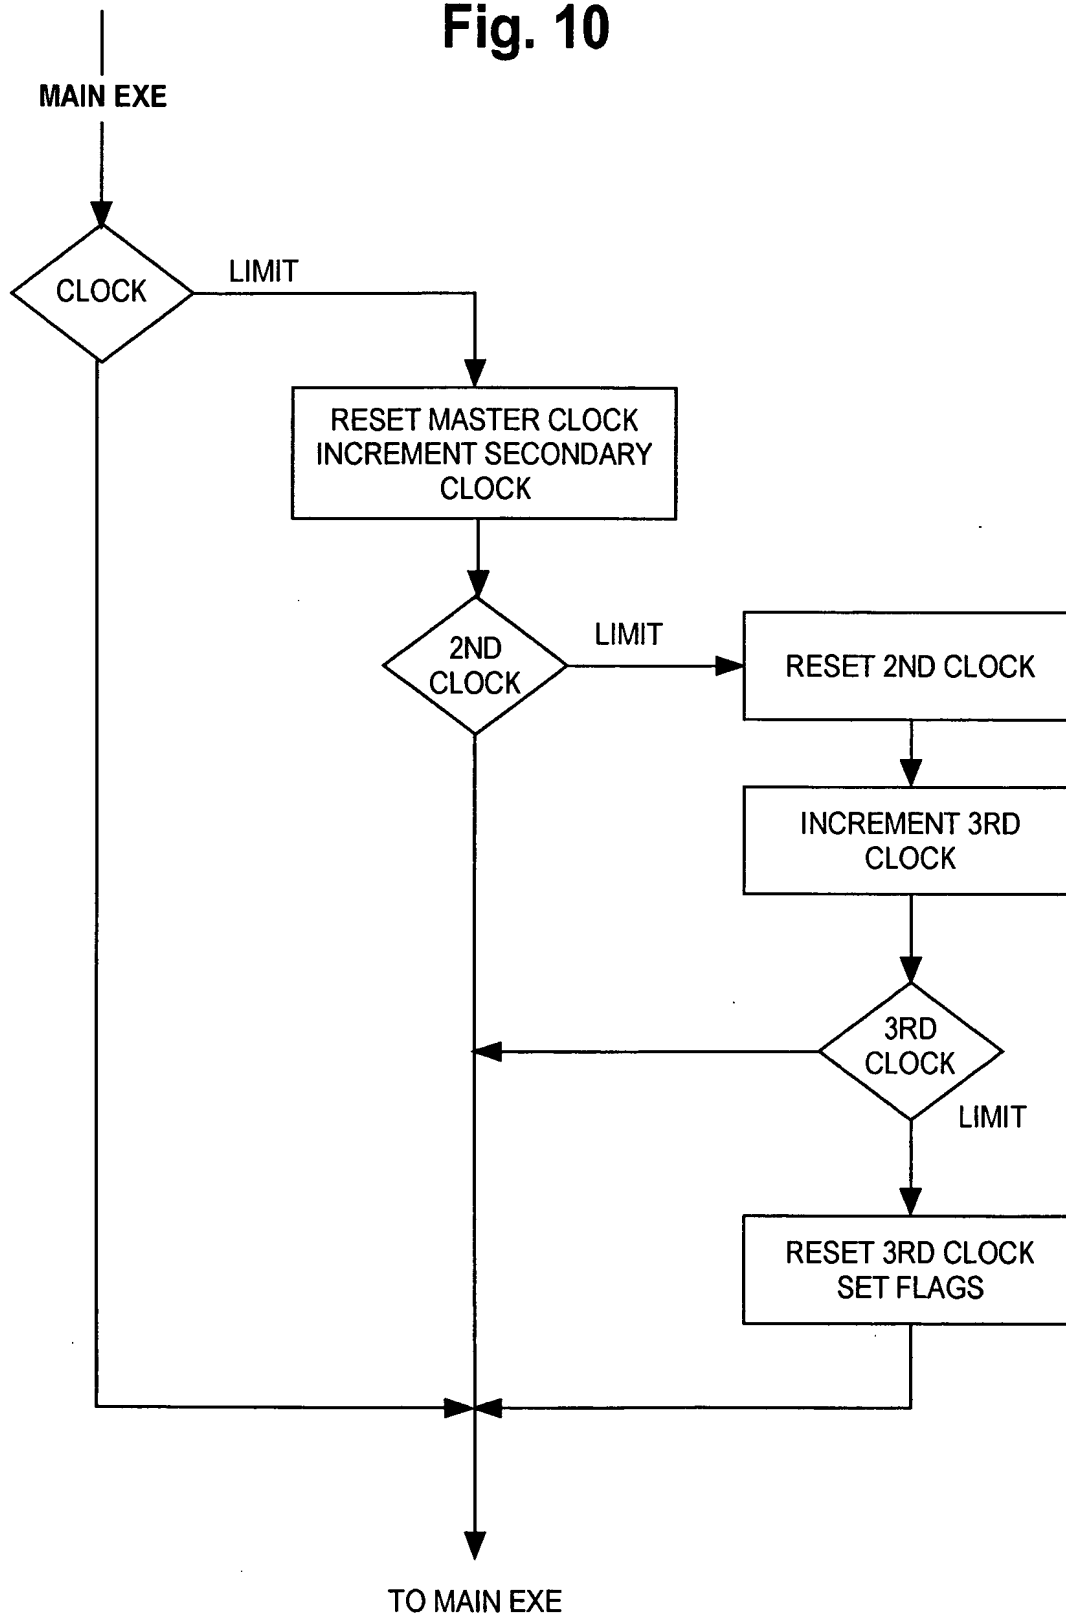 Fig. 10
MAIN EXE
CLOCK
LIMIT
RESET MASTER CLOCK
INCREMENT SECONDARY
CLOCK
2ND
CLOCK
LIMIT
RESET 2ND CLOCK
INCREMENT 3RD
CLOCK
3RD
CLOCK
LIMIT
RESET 3RD CLOCK
SET FLAGS
TO MAIN EXE